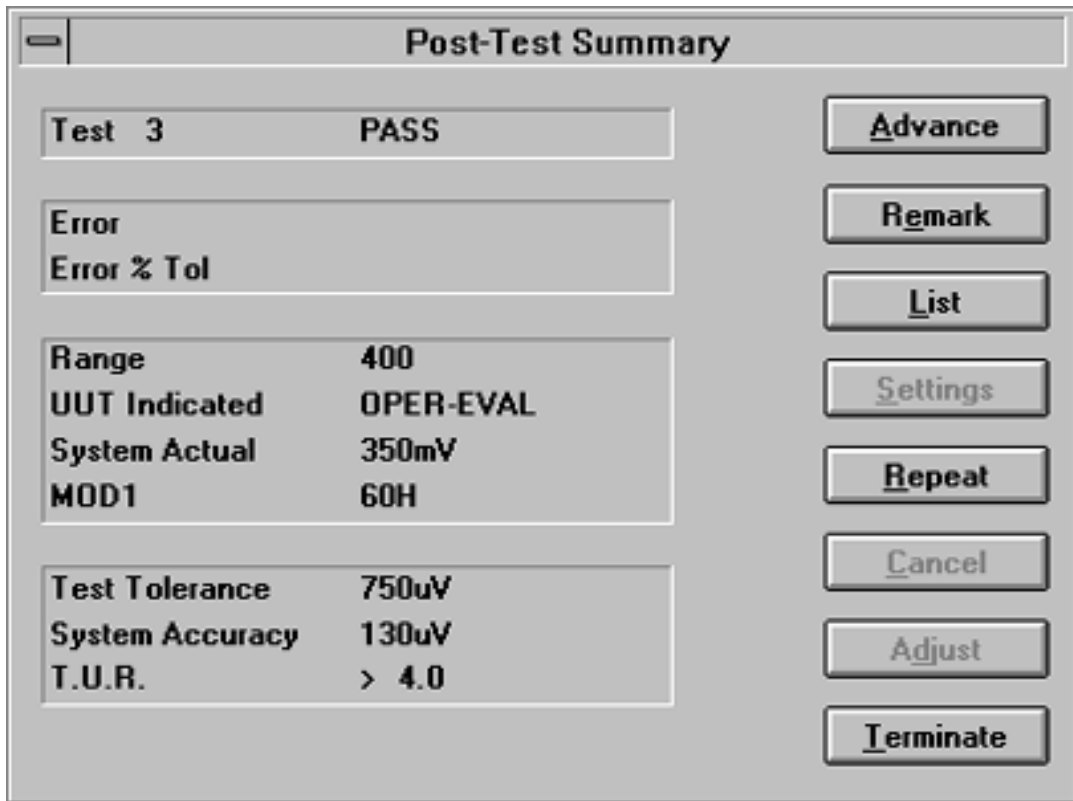 Post-Test Summary
Test 3 PASS
Error
Error % Tol
Range 400
UUT Indicated OPER-EVAL
System Actual 350mV
MOD1 60H
Test Tolerance 750uV
System Accuracy 130uV
T.U.R. > 4.0
Advance
Remark
List
Settings
Repeat
Cancel
Adjust
Terminate